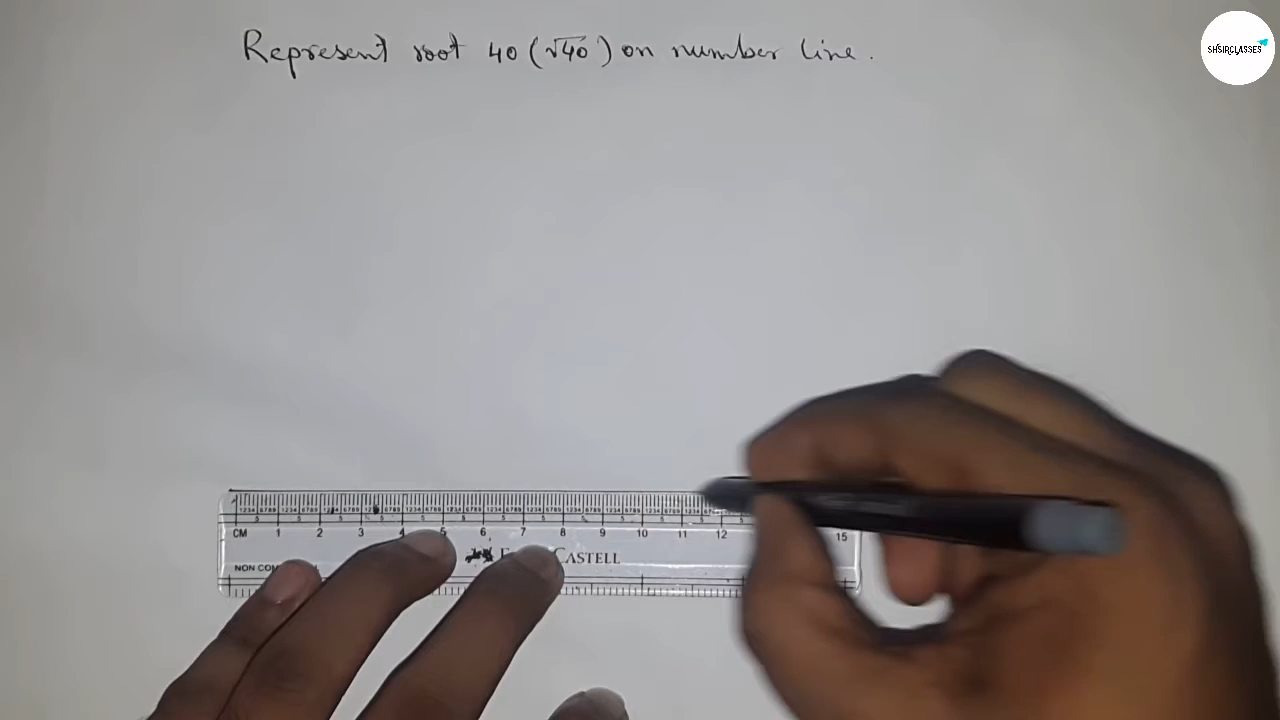 Represent root 40 (√40) on number line.
SHSIRCLASSES
CM 1 2 3 4 5 6 7 8 9 10 11 12 15
CASTELL